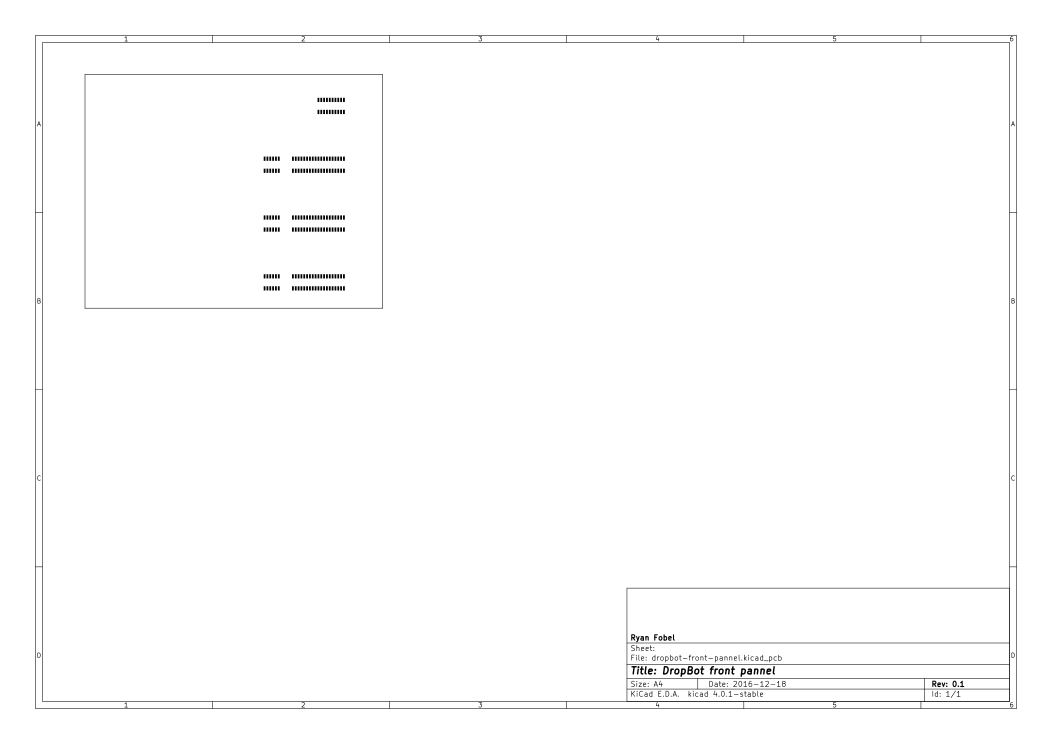 1 2 3 4 5 6
A A
B B
C C
Ryan Fobel
Sheet:
D D
File: dropbot-front-pannel.kicad_pcb
Title: DropBot front pannel
Size: A4 Date: 2016-12-18 Rev: 0.1
KiCad E.D.A. kicad 4.0.1-stable Id: 1/1
1 2 3 4 5 6